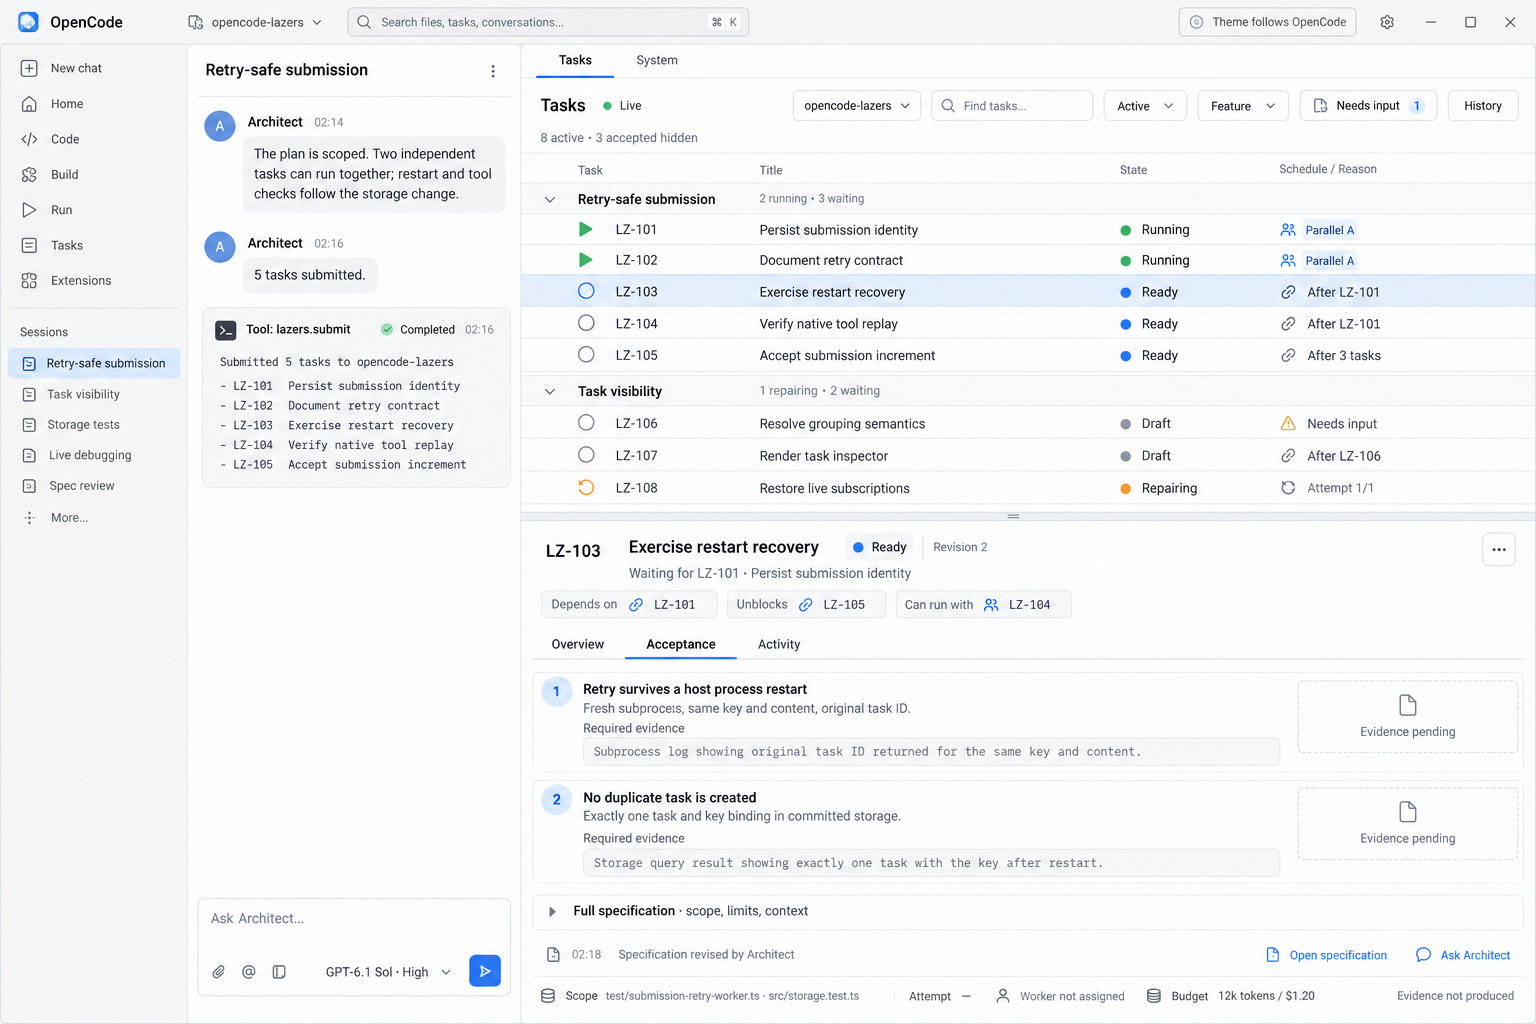 OpenCode
opencode-lazers
Search files, tasks, conversations...
⌘ K
Theme follows OpenCode
New chat
Home
Code
Build
Run
Tasks
Extensions
Sessions
Retry-safe submission
Task visibility
Storage tests
Live debugging
Spec review
More...
Retry-safe submission
A
Architect 02:14
The plan is scoped. Two independent
tasks can run together; restart and tool
checks follow the storage change.
A
Architect 02:16
5 tasks submitted.
Tool: lazers.submit Completed 02:16
Submitted 5 tasks to opencode-lazers
- LZ-101 Persist submission identity
- LZ-102 Document retry contract
- LZ-103 Exercise restart recovery
- LZ-104 Verify native tool replay
- LZ-105 Accept submission increment
Ask Architect...
@
GPT-6.1 Sol · High
Tasks System
Tasks Live
opencode-lazers
Find tasks...
Active
Feature
Needs input 1
History
8 active • 3 accepted hidden
Task Title State Schedule / Reason
Retry-safe submission 2 running • 3 waiting
LZ-101 Persist submission identity Running Parallel A
LZ-102 Document retry contract Running Parallel A
LZ-103 Exercise restart recovery Ready After LZ-101
LZ-104 Verify native tool replay Ready After LZ-101
LZ-105 Accept submission increment Ready After 3 tasks
Task visibility 1 repairing • 2 waiting
LZ-106 Resolve grouping semantics Draft Needs input
LZ-107 Render task inspector Draft After LZ-106
LZ-108 Restore live subscriptions Repairing Attempt 1/1
LZ-103 Exercise restart recovery Ready Revision 2
Waiting for LZ-101 · Persist submission identity
Depends on LZ-101
Unblocks LZ-105
Can run with LZ-104
Overview Acceptance Activity
1
Retry survives a host process restart
Fresh subprocess, same key and content, original task ID.
Required evidence
Subprocess log showing original task ID returned for the same key and content.
Evidence pending
2
No duplicate task is created
Exactly one task and key binding in committed storage.
Required evidence
Storage query result showing exactly one task with the key after restart.
Evidence pending
Full specification · scope, limits, context
02:18 Specification revised by Architect
Open specification
Ask Architect
Scope test/submission-retry-worker.ts · src/storage.test.ts
Attempt —
Worker not assigned
Budget 12k tokens / $1.20
Evidence not produced